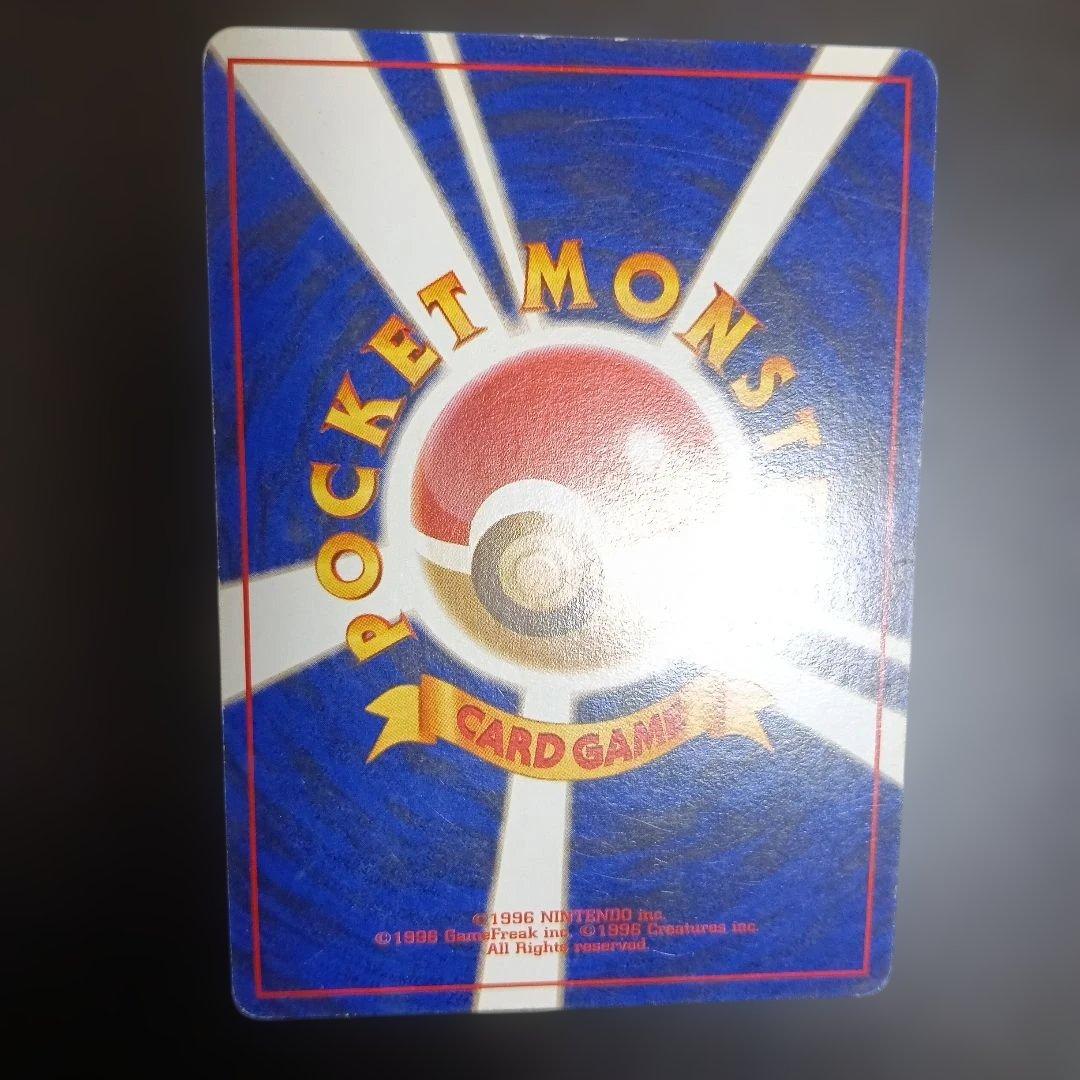 POCKET MONST
CARD GAME
©1996 NINTENDO inc.
©1996 GameFreak inc. ©1996 Creatures inc.
All Rights reserved.